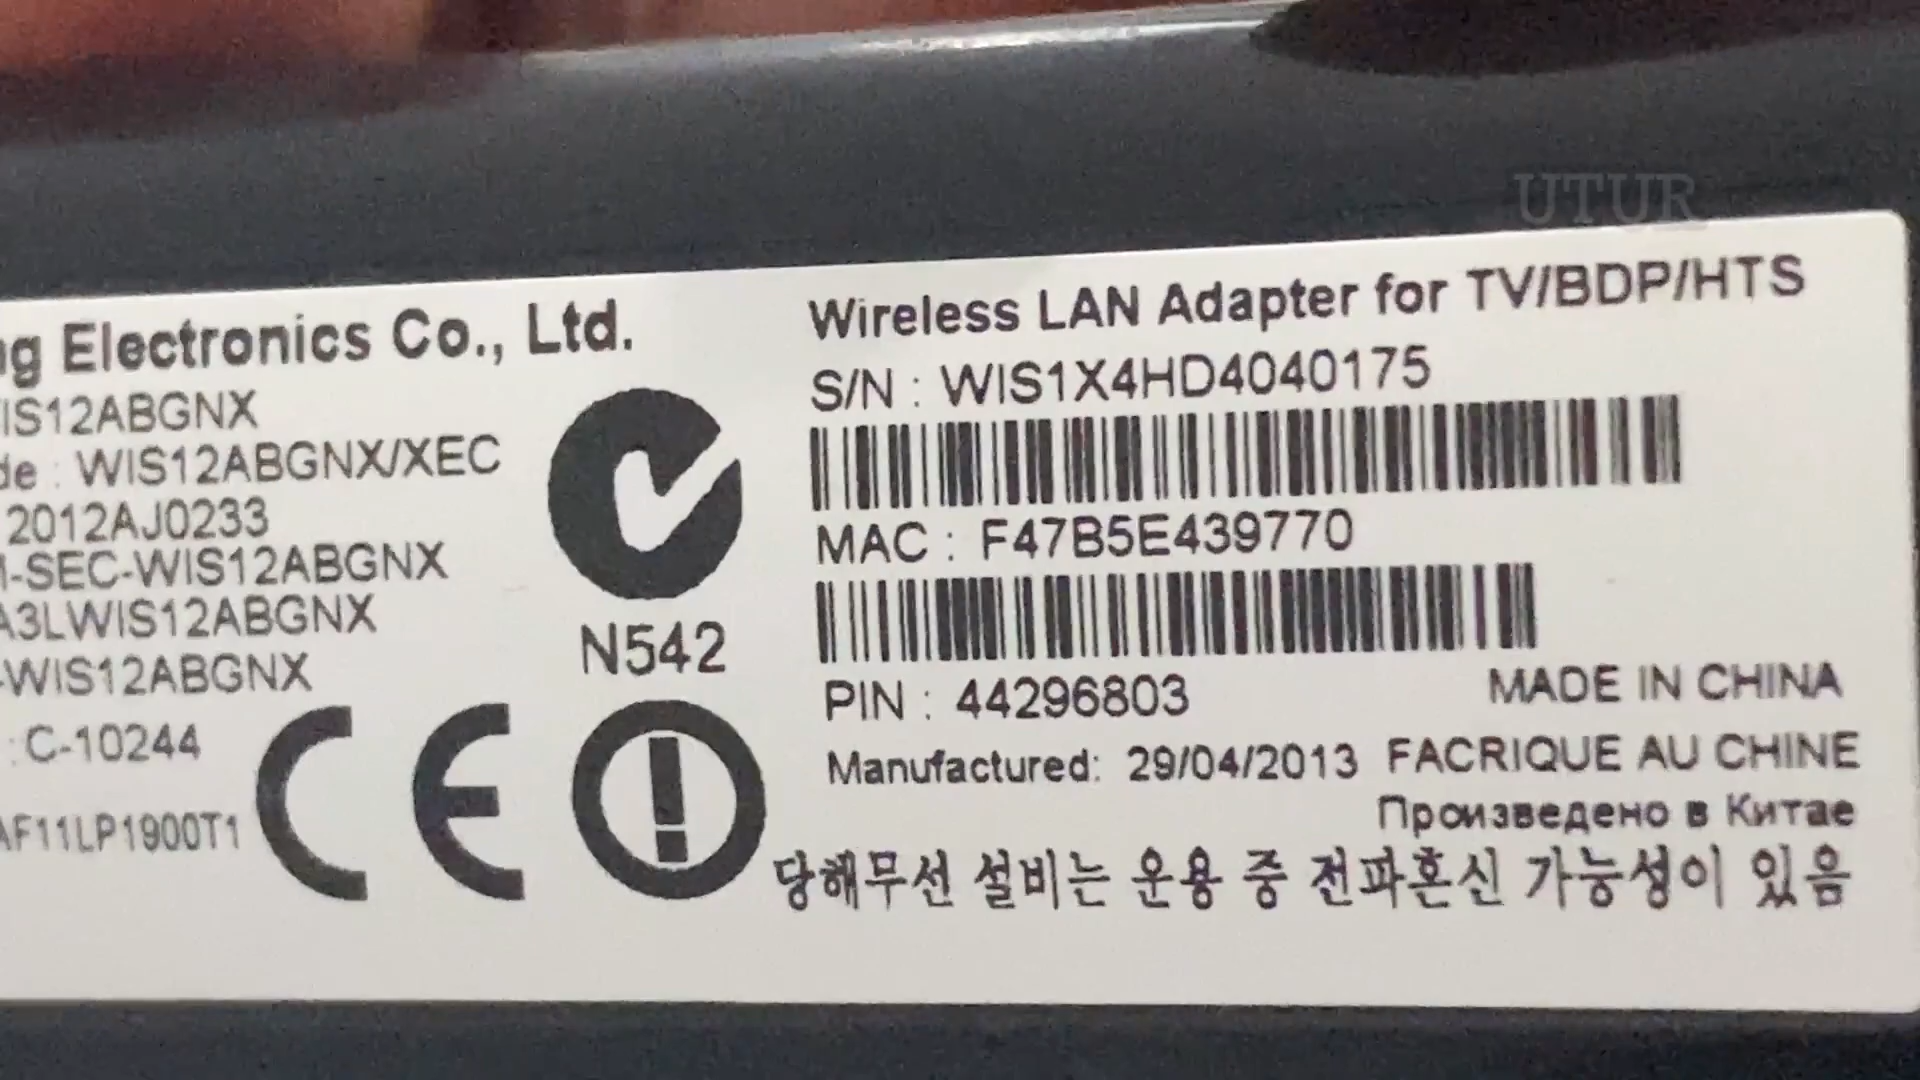 UTUR
ng Electronics Co., Ltd.
IS12ABGNX
de : WIS12ABGNX/XEC
2012AJ0233
M-SEC-WIS12ABGNX
A3LWIS12ABGNX
-WIS12ABGNX
: C-10244
AF11LP1900T1
N542
CE
Wireless LAN Adapter for TV/BDP/HTS
S/N : WIS1X4HD4040175
MAC : F47B5E439770
PIN : 44296803
MADE IN CHINA
Manufactured: 29/04/2013 FACRIQUE AU CHINE
Произведено в Китае
당해무선 설비는 운용 중 전파혼신 가능성이 있음